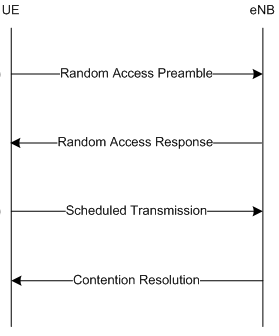 UE eNB
Random Access Preamble
Random Access Response
Scheduled Transmission
Contention Resolution